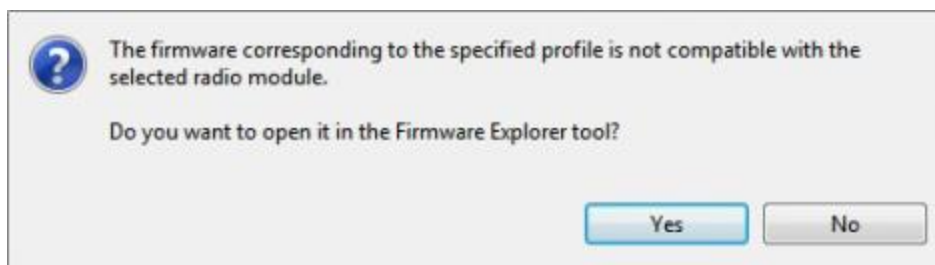 The firmware corresponding to the specified profile is not compatible with the
selected radio module.
Do you want to open it in the Firmware Explorer tool?
Yes
No